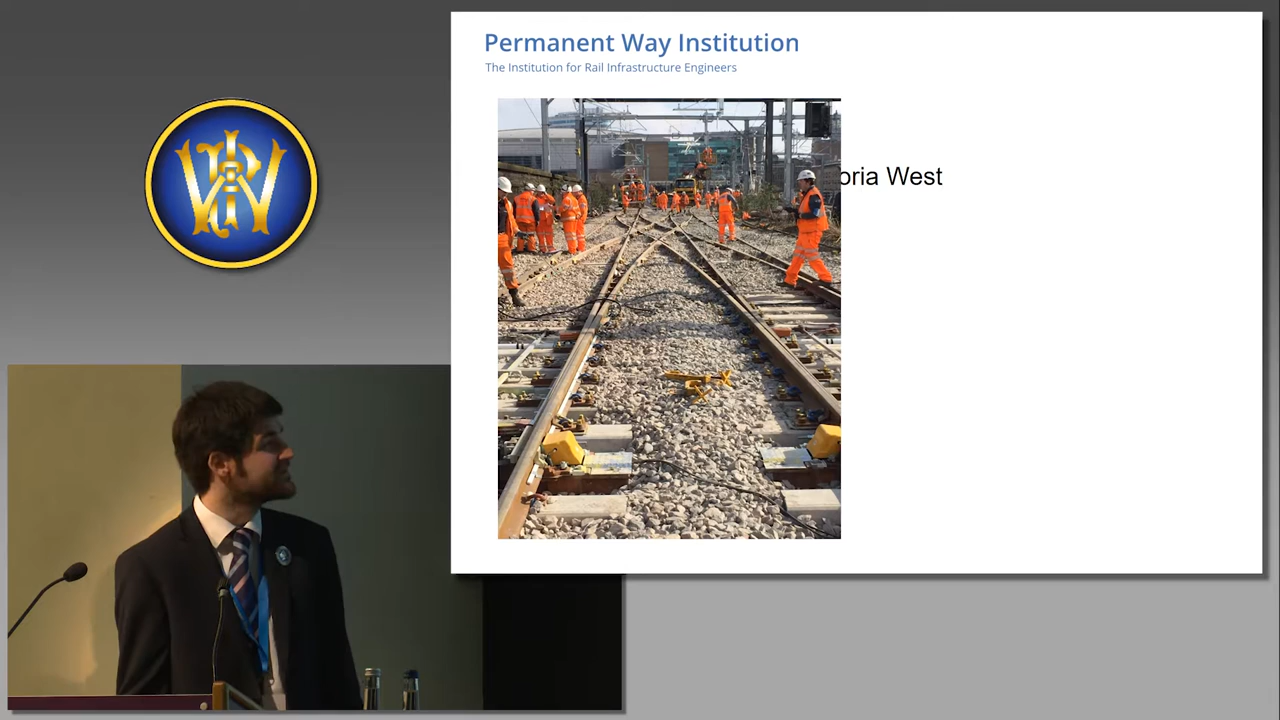 Permanent Way Institution
The Institution for Rail Infrastructure Engineers
oria West